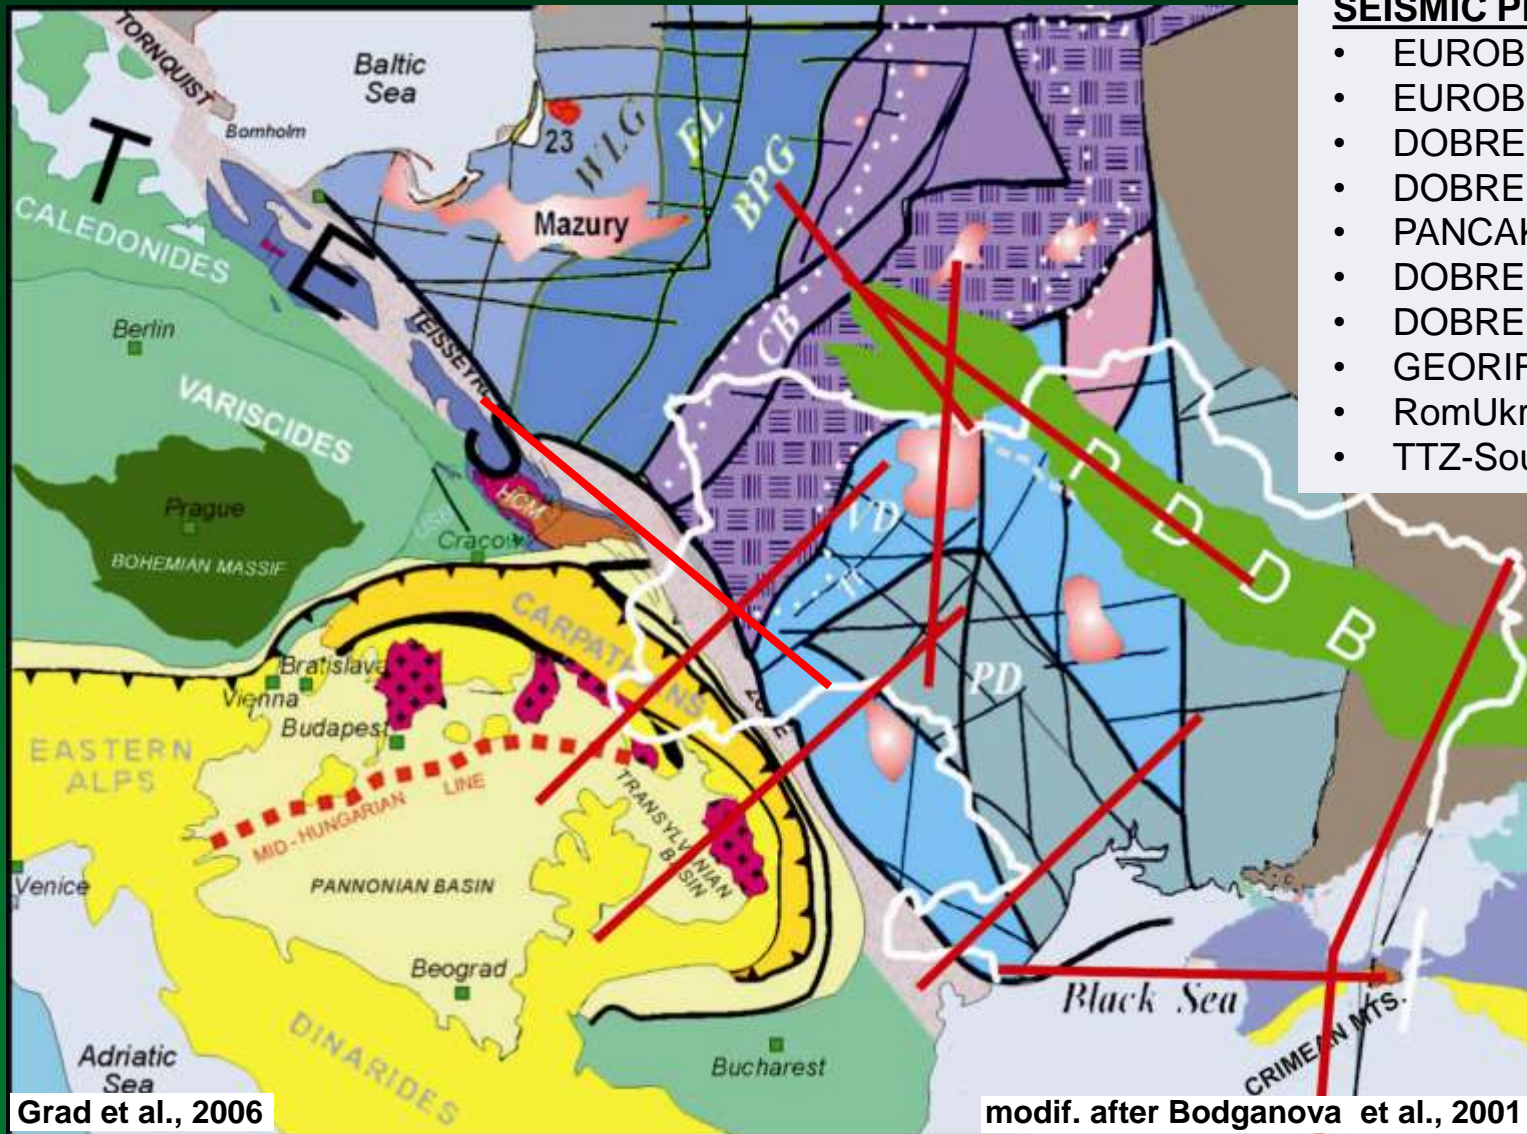 SEISMIC P
• EUROB
• EUROB
• DOBRE
• DOBRE
• PANCAK
• DOBRE
• DOBRE
• GEORIF
• RomUkr
• TTZ-Sou
TORNQUIST
Baltic
Sea
Bornholm
T
E
S
23
WLG
EL
BPG
Mazury
CALEDONIDES
TEISSEYRE
Berlin
CB
VARISCIDES
Prague
BOHEMIAN MASSIF
HCM
USB
Cracow
VD
P D D B
CARPATHIANS
Bratislava
Vienna
Budapest
PD
ZONE
EASTERN
ALPS
MID-HUNGARIAN LINE
TRANSYLVANIAN
BASIN
PANNONIAN BASIN
Venice
Beograd
Black Sea
CRIMEAN MTS.
DINARIDES
Adriatic
Sea
Bucharest
Grad et al., 2006
modif. after Bodganova et al., 2001